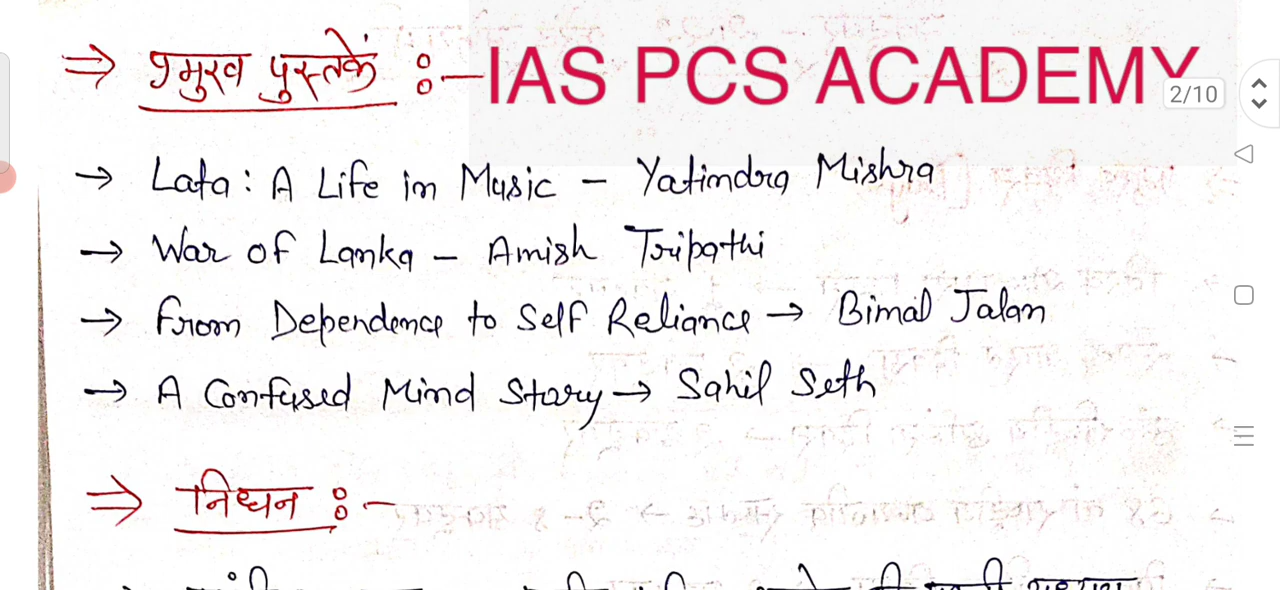 ⇒ प्रमुख पुस्तकें :- IAS PCS ACADEMY
2/10
→ Lata : A Life in Music - Yatindra Mishra
→ War of Lanka - Amish Tripathi
→ From Dependence to Self Reliance → Bimal Jalan
→ A Confused Mind Story → Sahil Seth
⇒ निधन :-